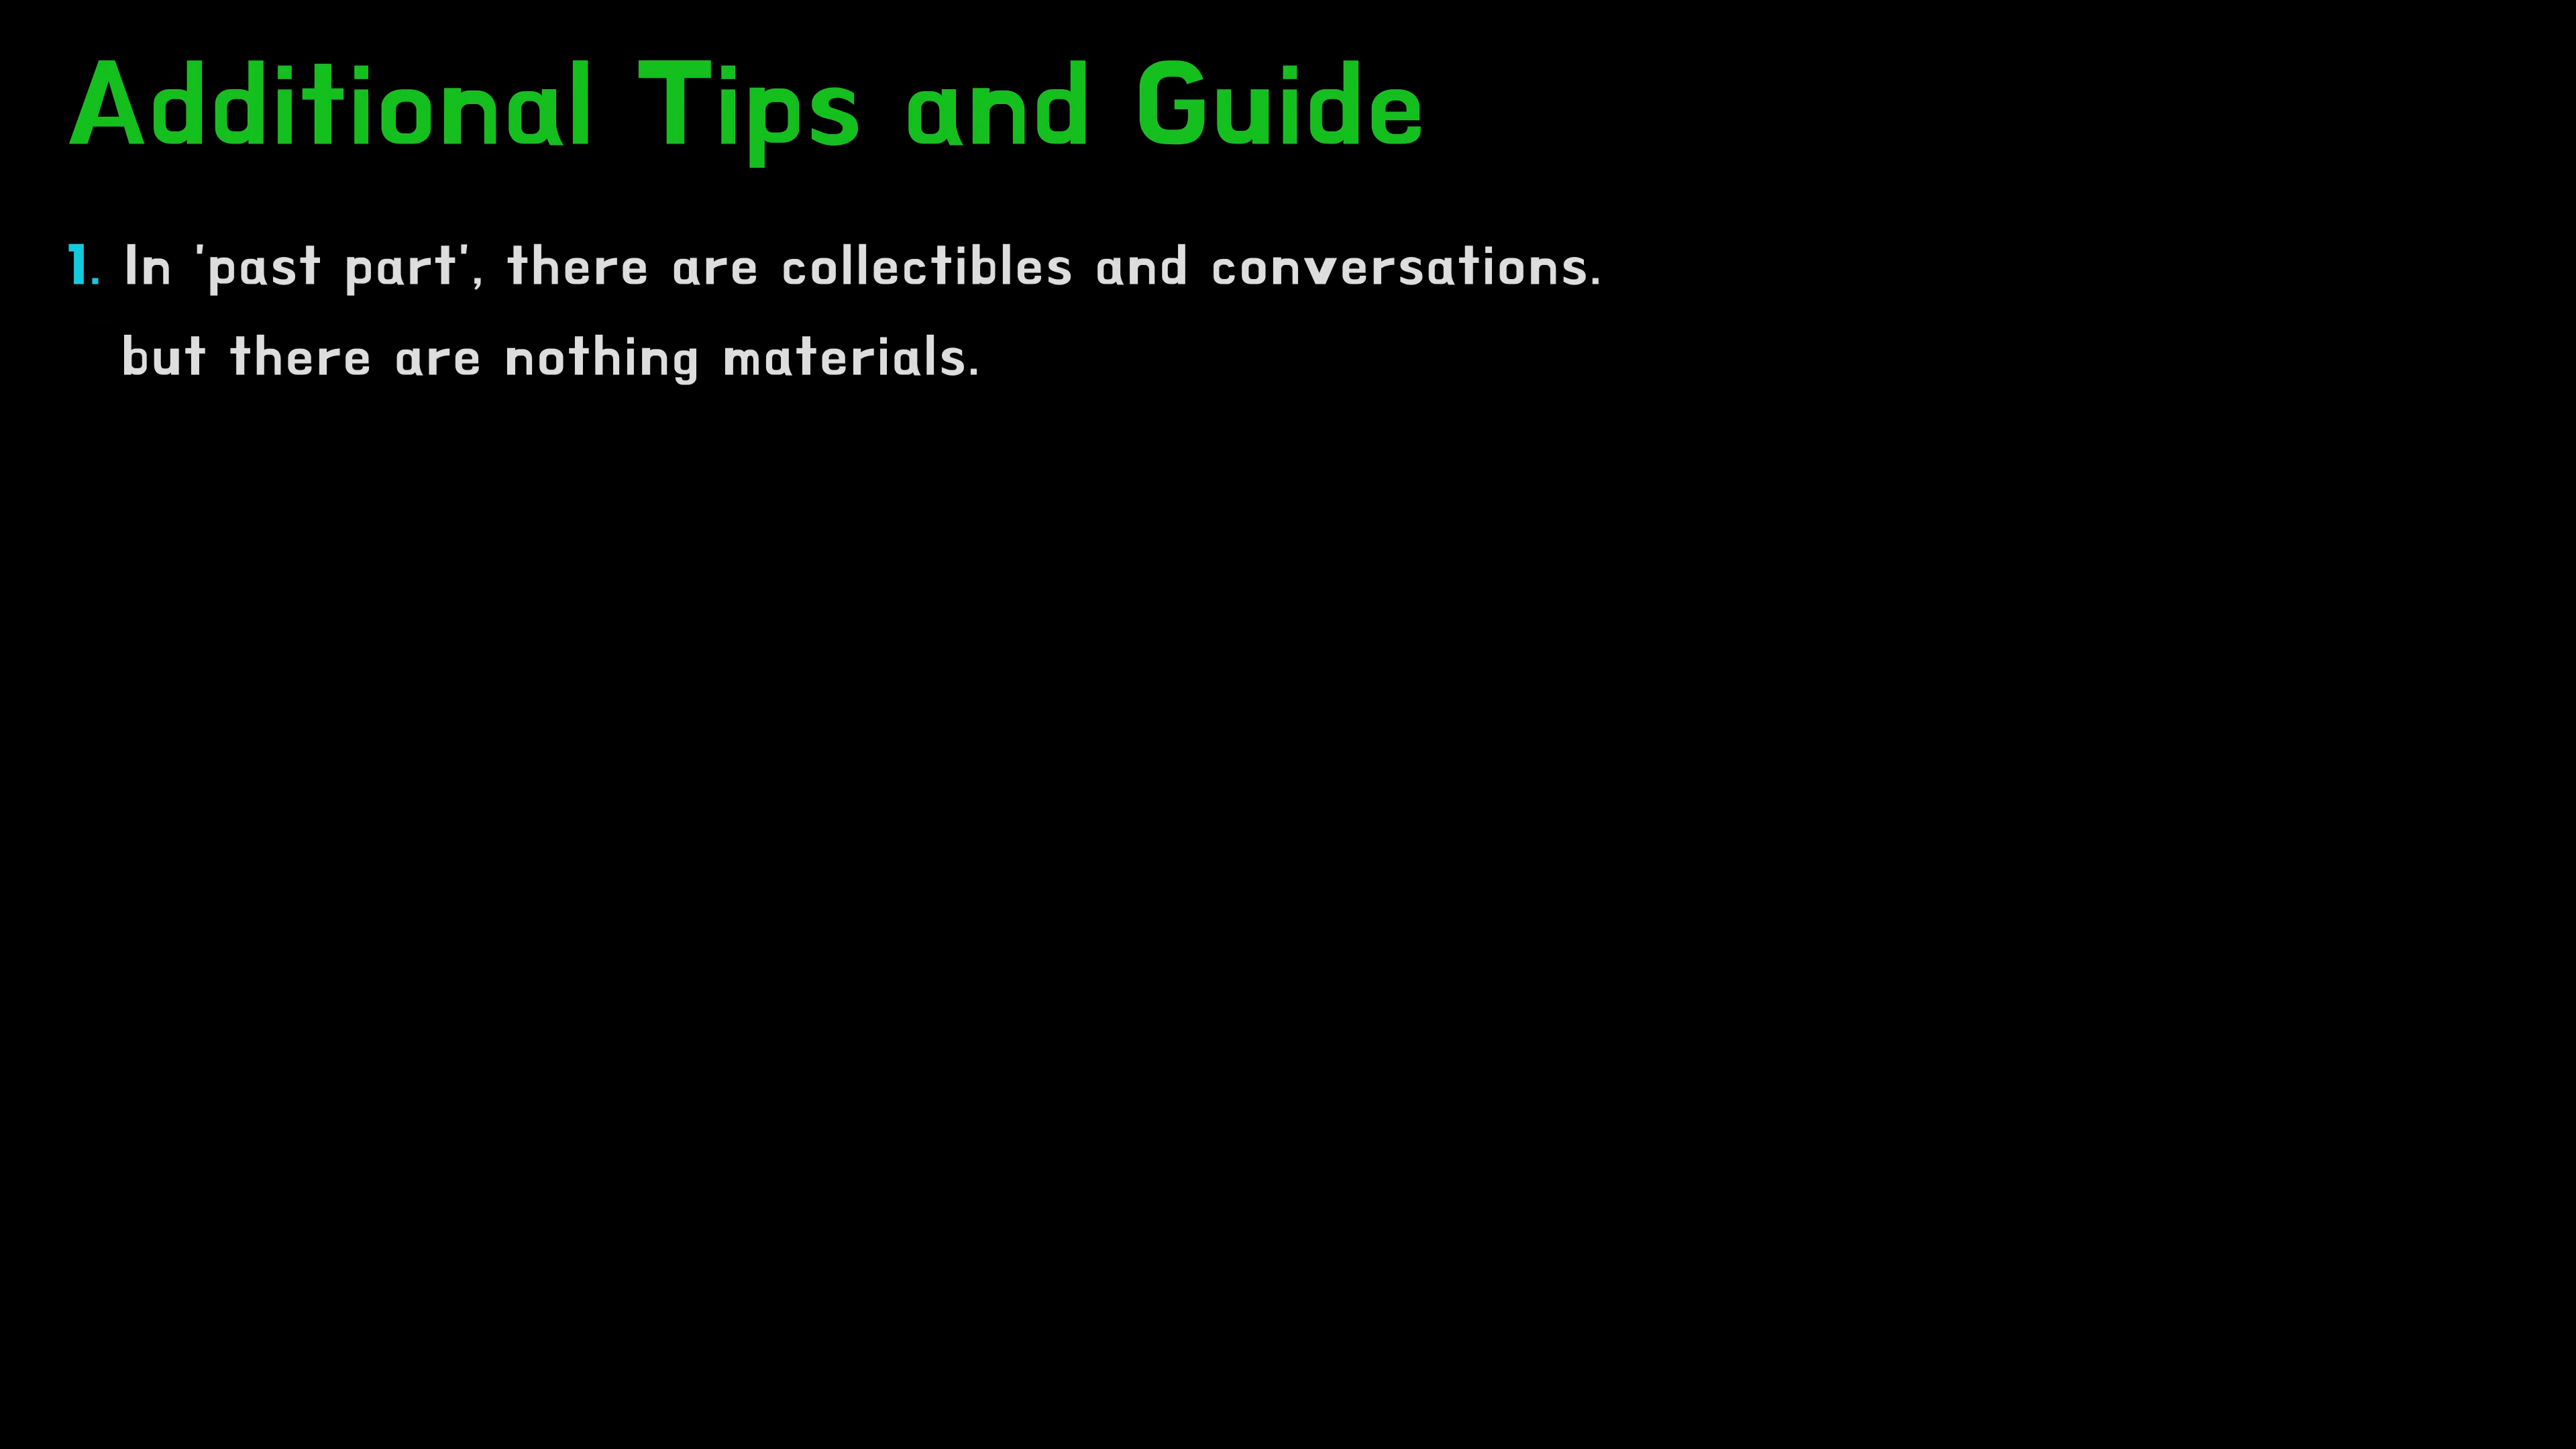 Additional Tips and Guide
1. In 'past part', there are collectibles and conversations.
but there are nothing materials.